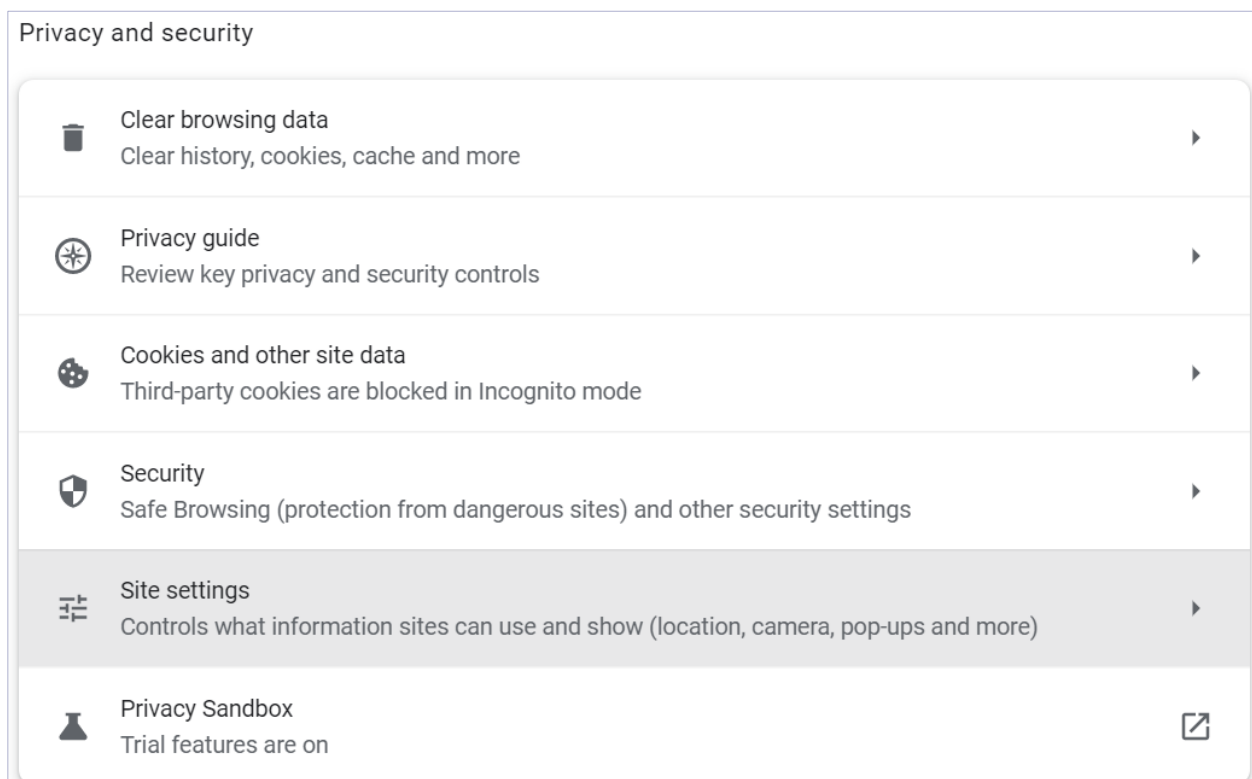 Privacy and security
Clear browsing data
Clear history, cookies, cache and more
Privacy guide
Review key privacy and security controls
Cookies and other site data
Third-party cookies are blocked in Incognito mode
Security
Safe Browsing (protection from dangerous sites) and other security settings
Site settings
Controls what information sites can use and show (location, camera, pop-ups and more)
Privacy Sandbox
Trial features are on